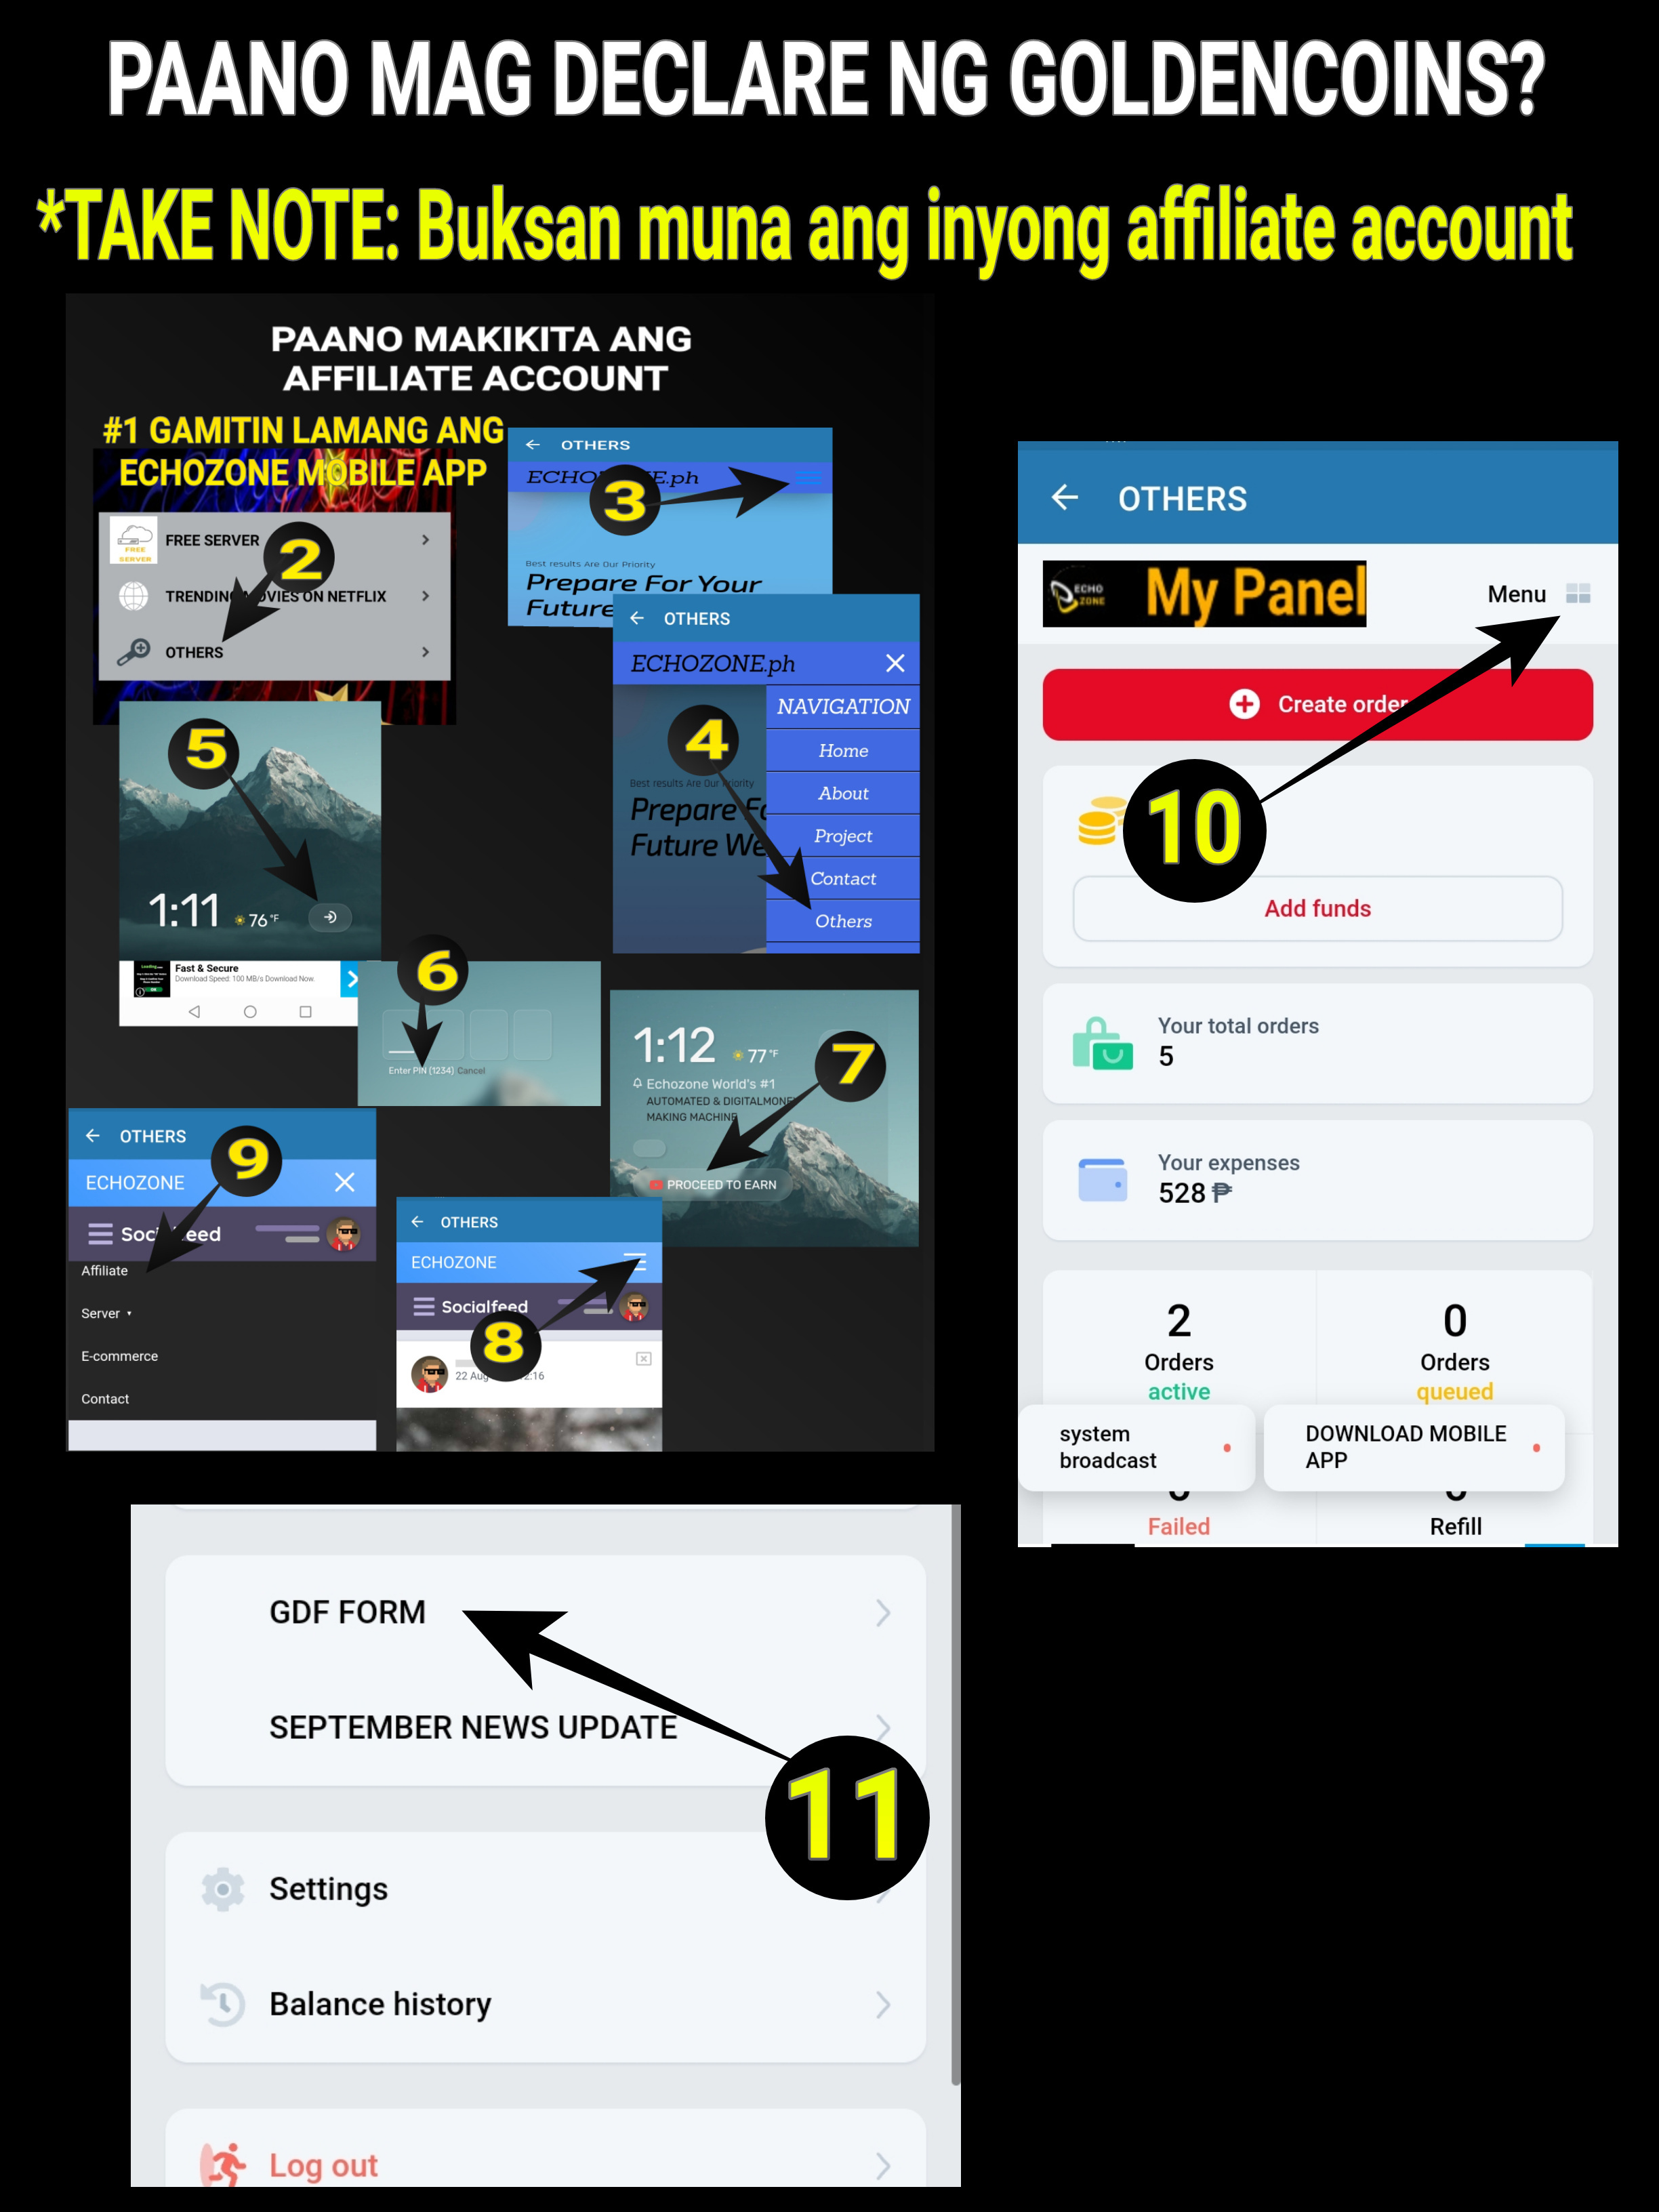 PAANO MAG DECLARE NG GOLDENCOINS?
*TAKE NOTE: Buksan muna ang inyong affiliate account
PAANO MAKIKITA ANG
AFFILIATE ACCOUNT
#1 GAMITIN LAMANG ANG
ECHOZONE MOBILE APP
FREE SERVER
FREE SERVER
2
TRENDING MOVIES ON NETFLIX
OTHERS
OTHERS
ECHOZONE.ph
3
Best results Are Our Priority
Prepare For Your
Future
OTHERS
ECHOZONE.ph
NAVIGATION
Home
About
Project
Contact
Others
4
Best results Are Our Priority
Prepare Fo
Future We
5
1:11
76 °F
Fast & Secure
Download Speed: 100 MB/s Download Now.
6
Enter PIN (1234) Cancel
1:12
77 °F
7
Echozone World's #1
AUTOMATED & DIGITALMONEY
MAKING MACHINE
PROCEED TO EARN
OTHERS
8
ECHOZONE
Socialfeed
22 Aug
2.16
OTHERS
9
ECHOZONE
Socialfeed
Affiliate
Server
E-commerce
Contact
OTHERS
ECHO
ZONE
My Panel
Menu
Create order
10
Add funds
Your total orders
5
Your expenses
528 ₱
2
Orders
active
0
Orders
queued
system
broadcast
DOWNLOAD MOBILE
APP
Failed
Refill
GDF FORM
SEPTEMBER NEWS UPDATE
11
Settings
Balance history
Log out